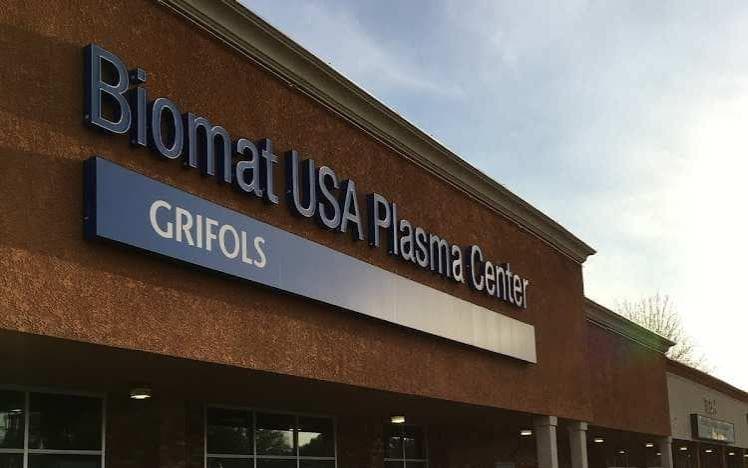 Biomat USA Plasma Center
GRIFOLS